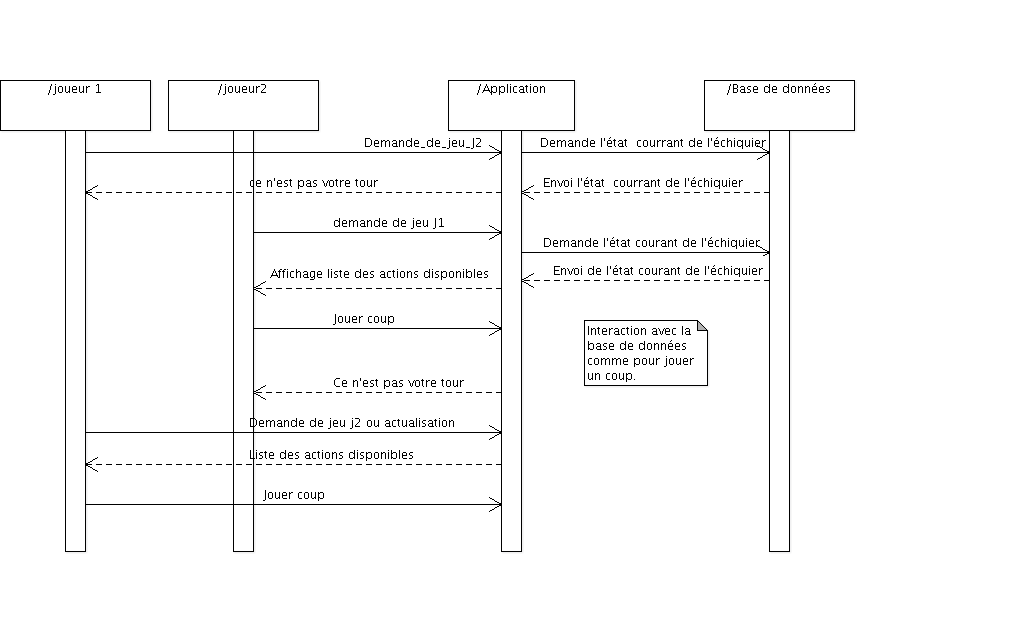 /joueur 1
/joueur2
/Application
/Base de données
Demande_de_jeu_J2
Demande l'état  courrant de l'échiquier
ce n'est pas votre tour
Envoi l'état  courrant de l'échiquier
demande de jeu J1
Demande l'état courant de l'échiquier
Affichage liste des actions disponibles
Envoi de l'état courant de l'échiquier
Jouer coup
Interaction avec la
base de données
comme pour jouer
un coup.
Ce n'est pas votre tour
Demande de jeu j2 ou actualisation
Liste des actions disponibles
Jouer coup